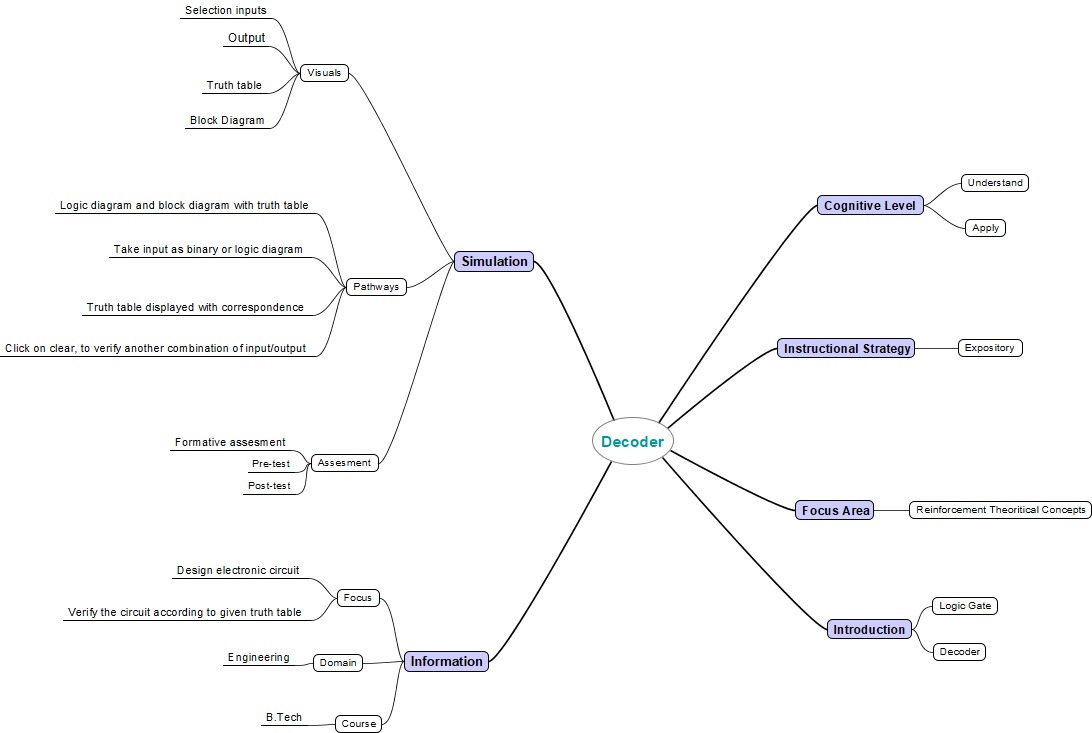 Selection inputs
Output
Visuals
Truth table
Block Diagram
Logic diagram and block diagram with truth table
Take input as binary or logic diagram
Simulation
Pathways
Truth table displayed with correspondence
Click on clear, to verify another combination of input/output
Formative assesment
Pre-test
Assesment
Post-test
Decoder
Cognitive Level
Understand
Apply
Instructional Strategy
Expository
Focus Area
Reinforcement Theoritical Concepts
Introduction
Logic Gate
Decoder
Design electronic circuit
Focus
Verify the circuit according to given truth table
Information
Engineering
Domain
B.Tech
Course